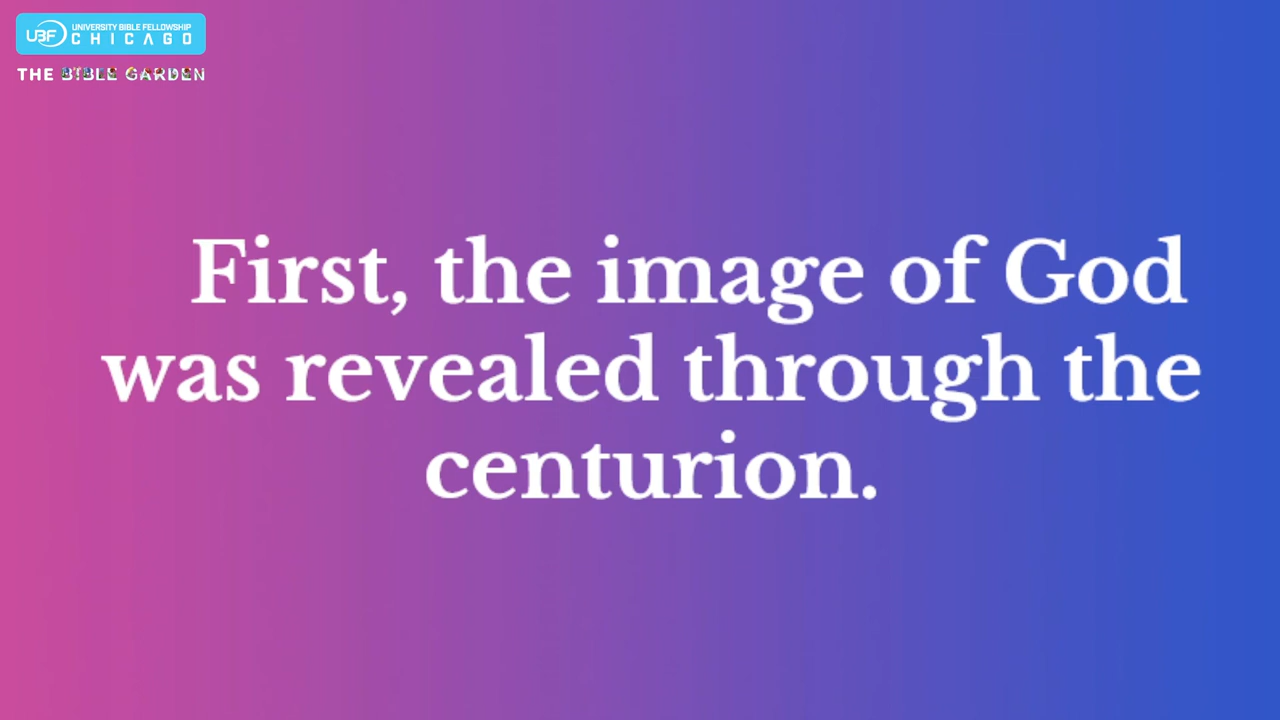 UBF UNIVERSITY BIBLE FELLOWSHIP
CHICAGO
THE BIBLE GARDEN
First, the image of God
was revealed through the
centurion.